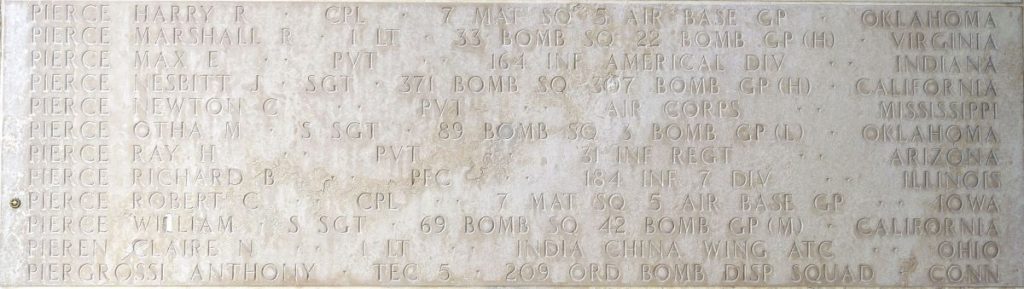 PIERCE HARRY R · CPL · 7 MAT SQ 5 AIR BASE GP · OKLAHOMA
PIERCE MARSHALL R · 1 LT · 33 BOMB SQ 22 BOMB GP (H) · VIRGINIA
PIERCE MAX E · PVT · 164 INF AMERICAL DIV · INDIANA
PIERCE NESBITT J · SGT · 371 BOMB SQ 307 BOMB GP (H) · CALIFORNIA
PIERCE NEWTON C · PVT · AIR CORPS · MISSISSIPPI
PIERCE OTHA M · S SGT · 89 BOMB SQ 3 BOMB GP (L) · OKLAHOMA
PIERCE RAY H · PVT · 31 INF REGT · ARIZONA
PIERCE RICHARD B · PFC · 184 INF 7 DIV · ILLINOIS
PIERCE ROBERT C · CPL · 7 MAT SQ 5 AIR BASE GP · IOWA
PIERCE WILLIAM · S SGT · 69 BOMB SQ 42 BOMB GP (M) · CALIFORNIA
PIEREN CLAIRE N · 1 LT · INDIA CHINA WING ATC · OHIO
PIERGROSSI ANTHONY · TEC 5 · 209 ORD BOMB DISP SQUAD · CONN